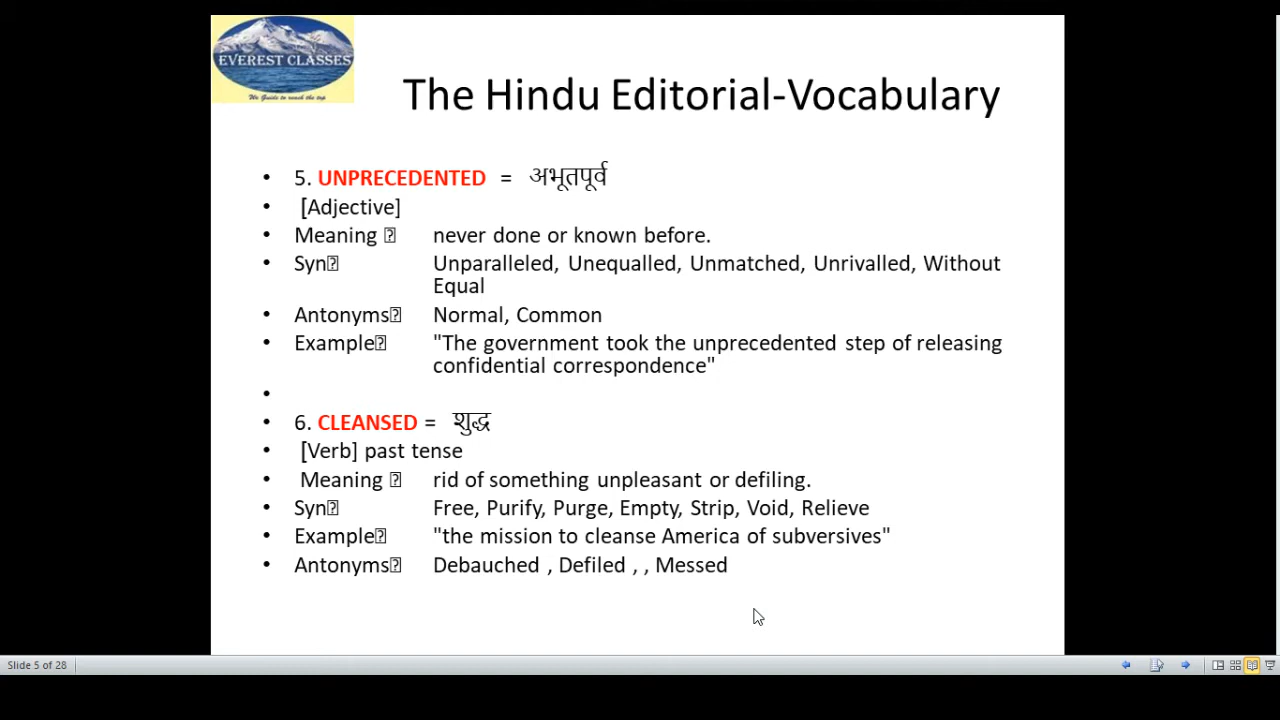 EVEREST CLASSES
We Guide to reach the top
The Hindu Editorial-Vocabulary
• 5. UNPRECEDENTED = अभूतपूर्व
• [Adjective]
• Meaning never done or known before.
• Syn Unparalleled, Unequalled, Unmatched, Unrivalled, Without
Equal
• Antonyms Normal, Common
• Example "The government took the unprecedented step of releasing
confidential correspondence"
•
• 6. CLEANSED = शुद्ध
• [Verb] past tense
• Meaning rid of something unpleasant or defiling.
• Syn Free, Purify, Purge, Empty, Strip, Void, Relieve
• Example "the mission to cleanse America of subversives"
• Antonyms Debauched , Defiled , , Messed
Slide 5 of 28